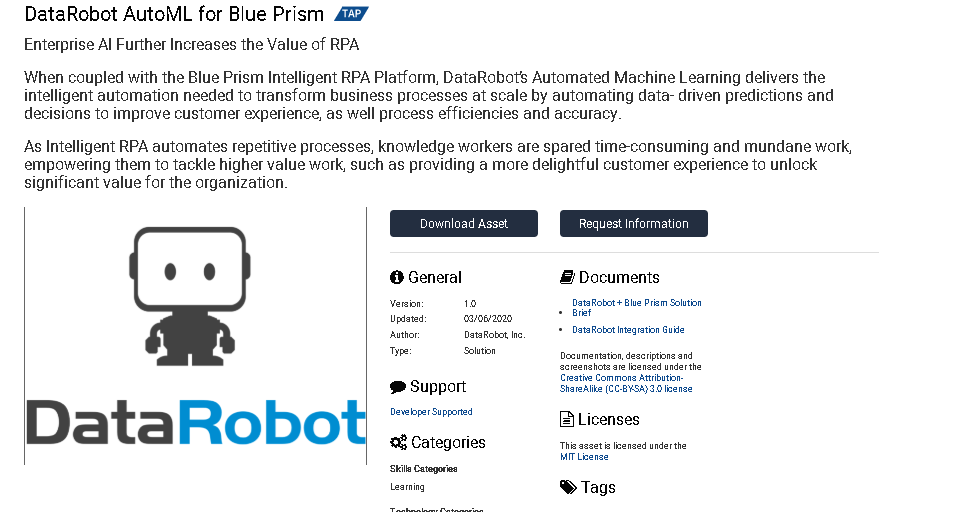 DataRobot AutoML for Blue Prism TAP
Enterprise AI Further Increases the Value of RPA
When coupled with the Blue Prism Intelligent RPA Platform, DataRobot's Automated Machine Learning delivers the
intelligent automation needed to transform business processes at scale by automating data- driven predictions and
decisions to improve customer experience, as well process efficiencies and accuracy.
As Intelligent RPA automates repetitive processes, knowledge workers are spared time-consuming and mundane work,
empowering them to tackle higher value work, such as providing a more delightful customer experience to unlock
significant value for the organization.
DataRobot
Download Asset
Request Information
General
Version: 1.0
Updated: 03/06/2020
Author: DataRobot, Inc.
Type: Solution
Support
Developer Supported
Categories
Skills Categories
Learning
Technology Categories
Documents
DataRobot + Blue Prism Solution
Brief
DataRobot Integration Guide
Documentation, descriptions and
screenshots are licensed under the
Creative Commons Attribution-
ShareAlike (CC-BY-SA) 3.0 license
Licenses
This asset is licensed under the
MIT License
Tags